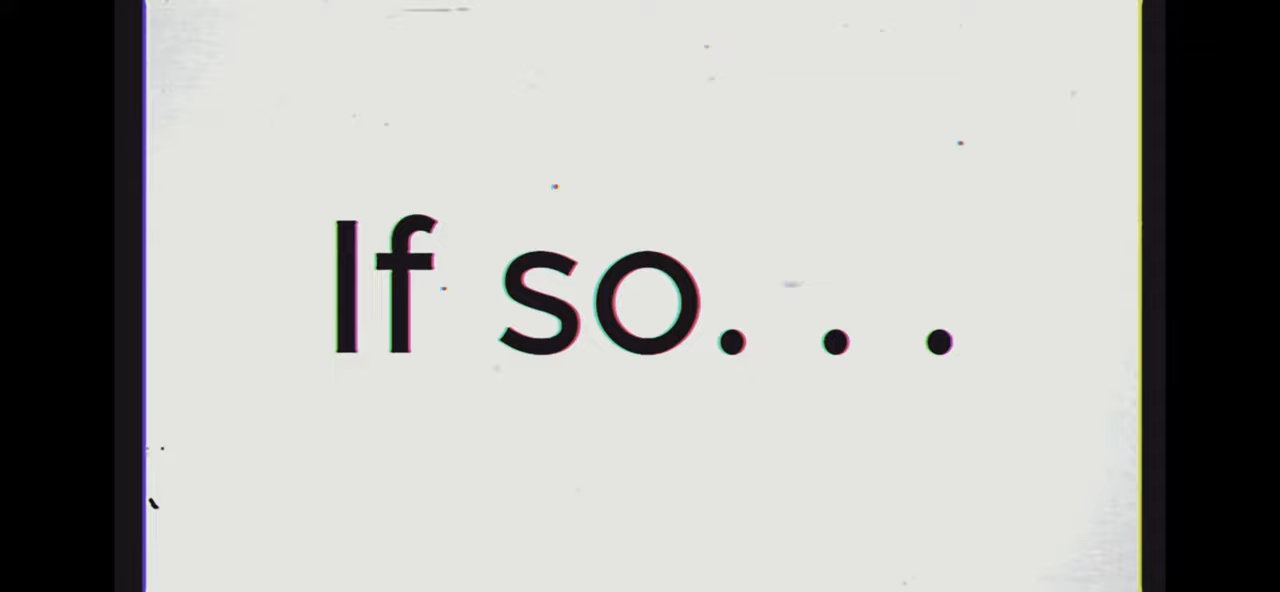 If so. . .